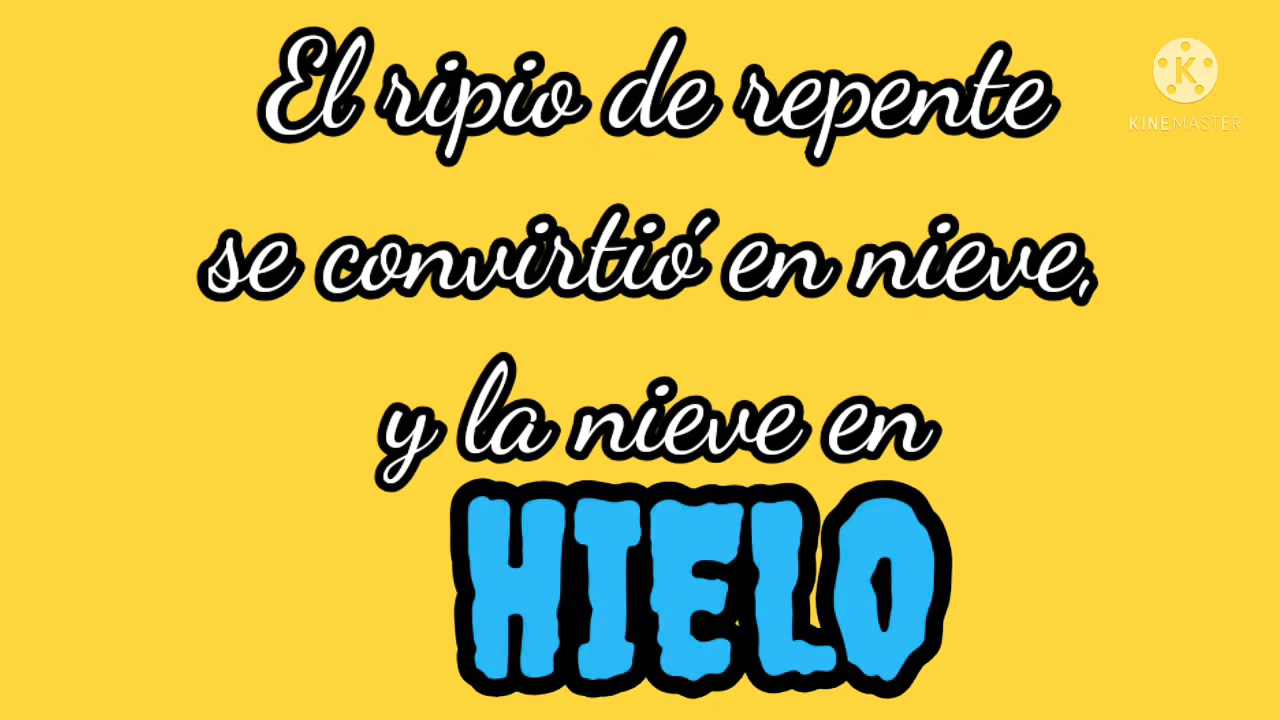 El ripio de repente
KINEMASTER
se convirtió en nieve,
y la nieve en
HIELO